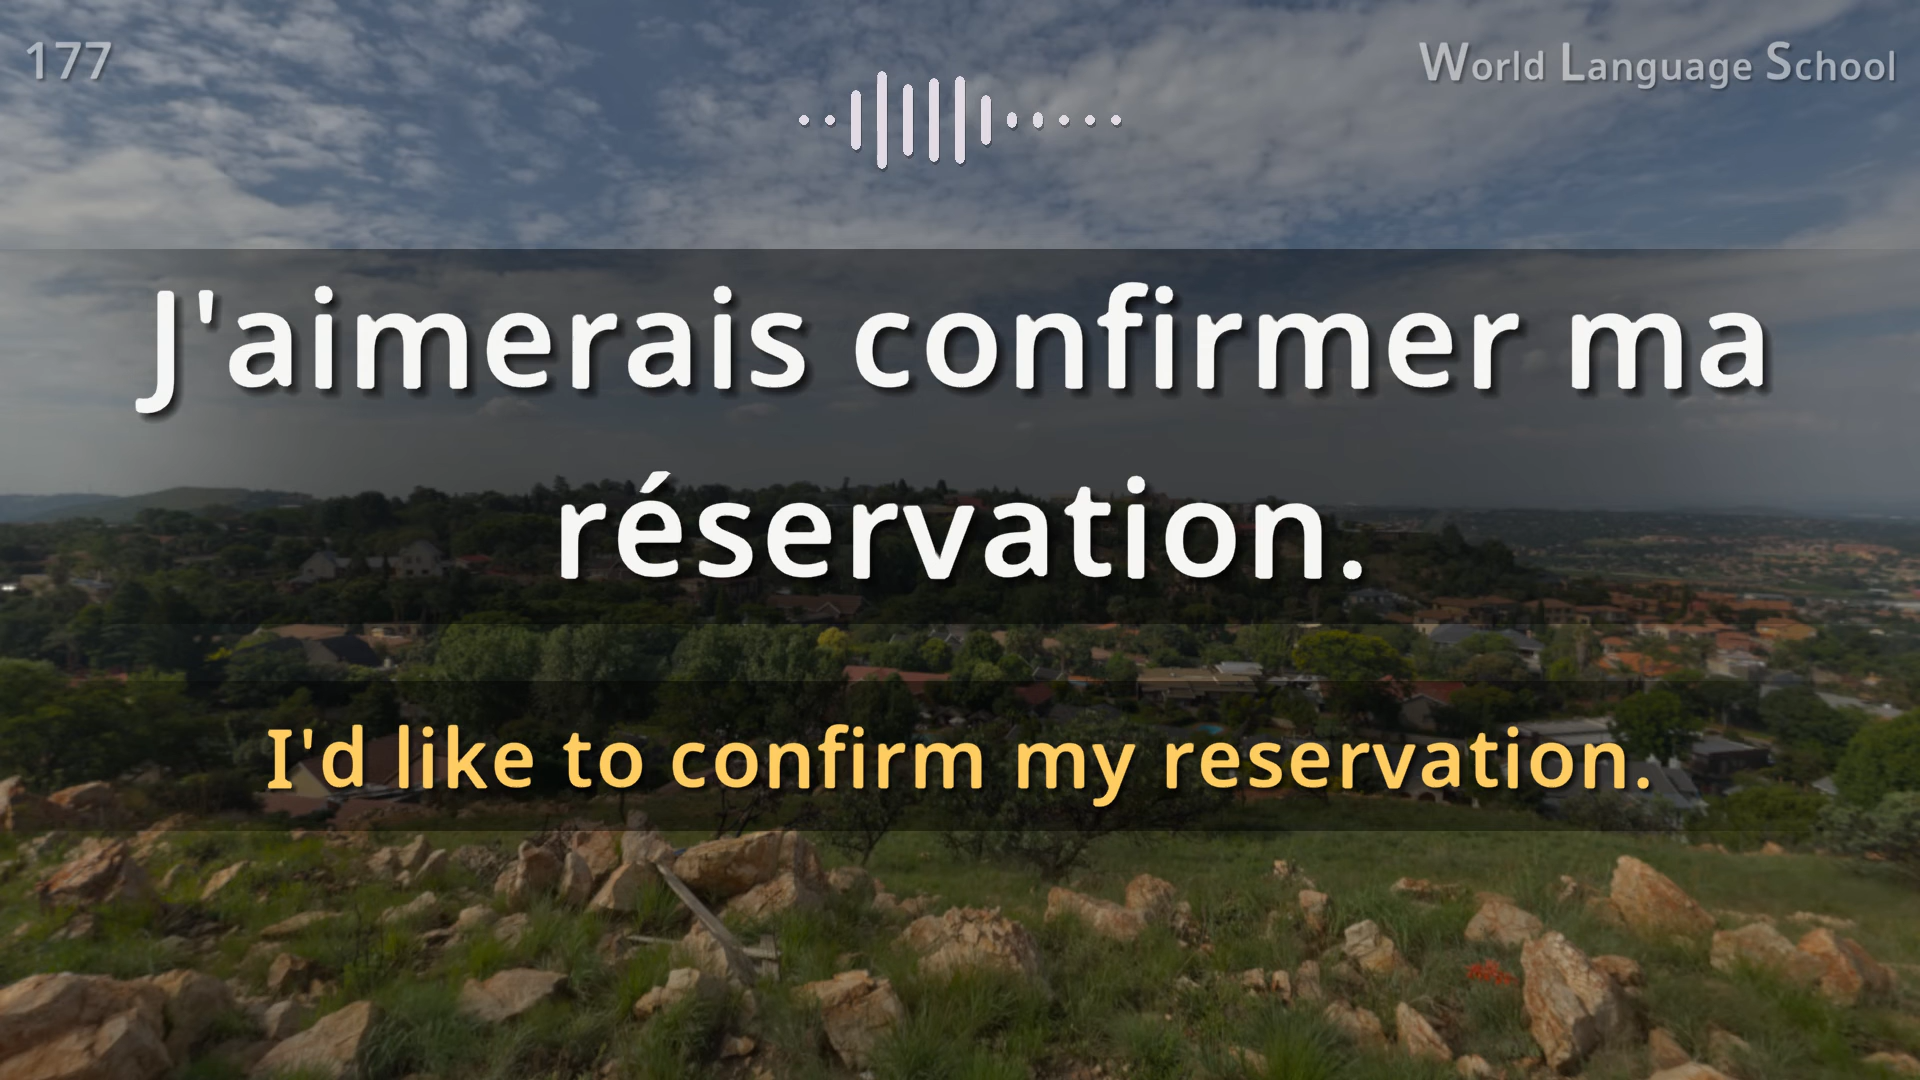 177
World Language School
J'aimerais confirmer ma
réservation.
I'd like to confirm my reservation.